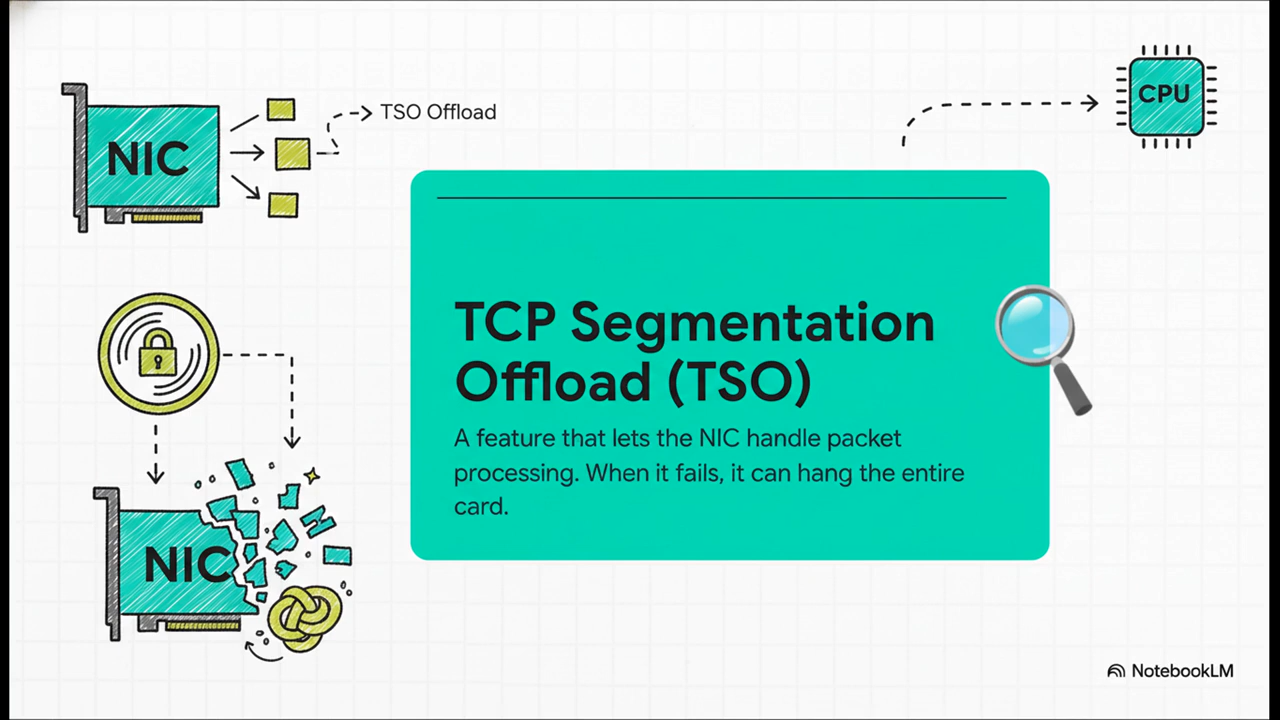 NIC
TSO Offload
CPU
TCP Segmentation
Offload (TSO)
A feature that lets the NIC handle packet
processing. When it fails, it can hang the entire
card.
NIC
NotebookLM